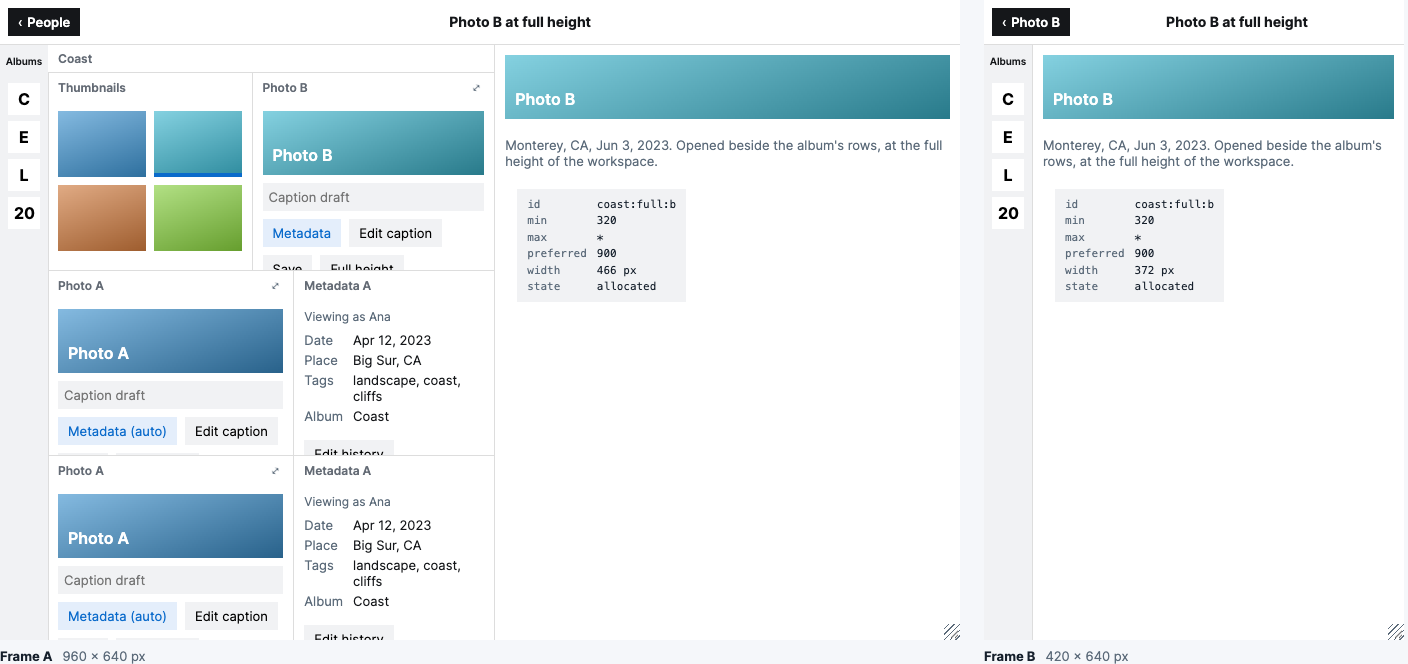 ‹ People
Photo B at full height
Albums
C
E
L
20
Coast
Thumbnails
Photo B
Photo B
Caption draft
Metadata
Edit caption
Save
Full height
Photo A
Photo A
Caption draft
Metadata (auto)
Edit caption
Metadata A
Viewing as Ana
Date Apr 12, 2023
Place Big Sur, CA
Tags landscape, coast,
cliffs
Album Coast
Edit history
Photo A
Photo A
Caption draft
Metadata (auto)
Edit caption
Metadata A
Viewing as Ana
Date Apr 12, 2023
Place Big Sur, CA
Tags landscape, coast,
cliffs
Album Coast
Edit history
Photo B
Monterey, CA, Jun 3, 2023. Opened beside the album's rows, at the full
height of the workspace.
id coast:full:b
min 320
max *
preferred 900
width 466 px
state allocated
Frame A 960 × 640 px
‹ Photo B
Photo B at full height
Albums
C
E
L
20
Photo B
Monterey, CA, Jun 3, 2023. Opened beside the album's
rows, at the full height of the workspace.
id coast:full:b
min 320
max *
preferred 900
width 372 px
state allocated
Frame B 420 × 640 px